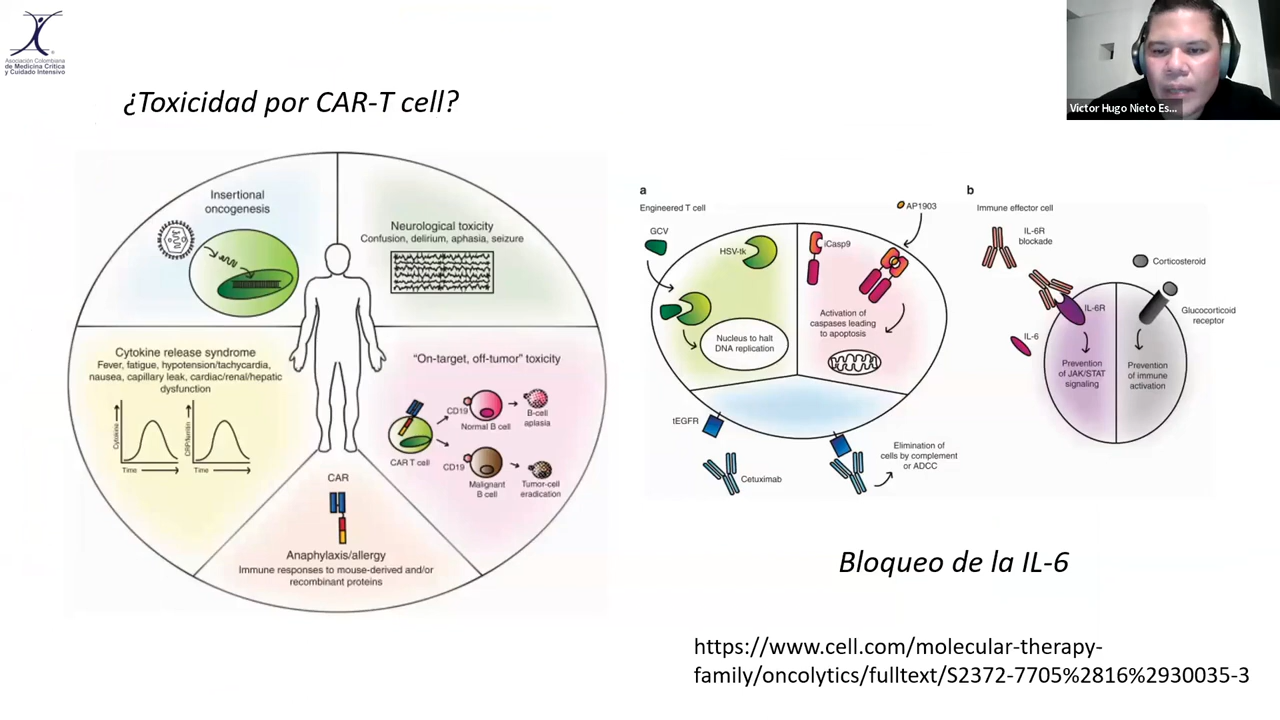 Asociación Colombiana
de Medicina Crítica
y Cuidado Intensivo
¿Toxicidad por CAR-T cell?
Victor Hugo Nieto Es...
Insertional
oncogenesis
Neurological toxicity
Confusion, delirium, aphasia, seizure
Cytokine release syndrome
Fever, fatigue, hypotension/tachycardia,
nausea, capillary leak, cardiac/renal/hepatic
dysfunction
Cytokine
Time
CRP/ferritin
Time
"On-target, off-tumor" toxicity
CD19
Normal B cell
B-cell
aplasia
CAR T cell
CD19
Malignant
B cell
Tumor-cell
eradication
CAR
Anaphylaxis/allergy
Immune responses to mouse-derived and/or
recombinant proteins
a
Engineered T cell
GCV
HSV-tk
Nucleus to halt
DNA replication
AP1903
iCasp9
Activation of
caspases leading
to apoptosis
tEGFR
Cetuximab
Elimination of
cells by complement
or ADCC
b
Immune effector cell
IL-6R
blockade
Corticosteroid
IL-6R
Glucocorticoid
receptor
IL-6
Prevention
of JAK/STAT
signaling
Prevention
of immune
activation
Bloqueo de la IL-6
https://www.cell.com/molecular-therapy-
family/oncolytics/fulltext/S2372-7705%2816%2930035-3